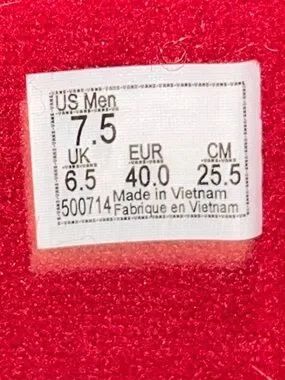 US Men
7.5
UK EUR CM
6.5 40.0 25.5
500714 Made in Vietnam
Fabrique en Vietnam